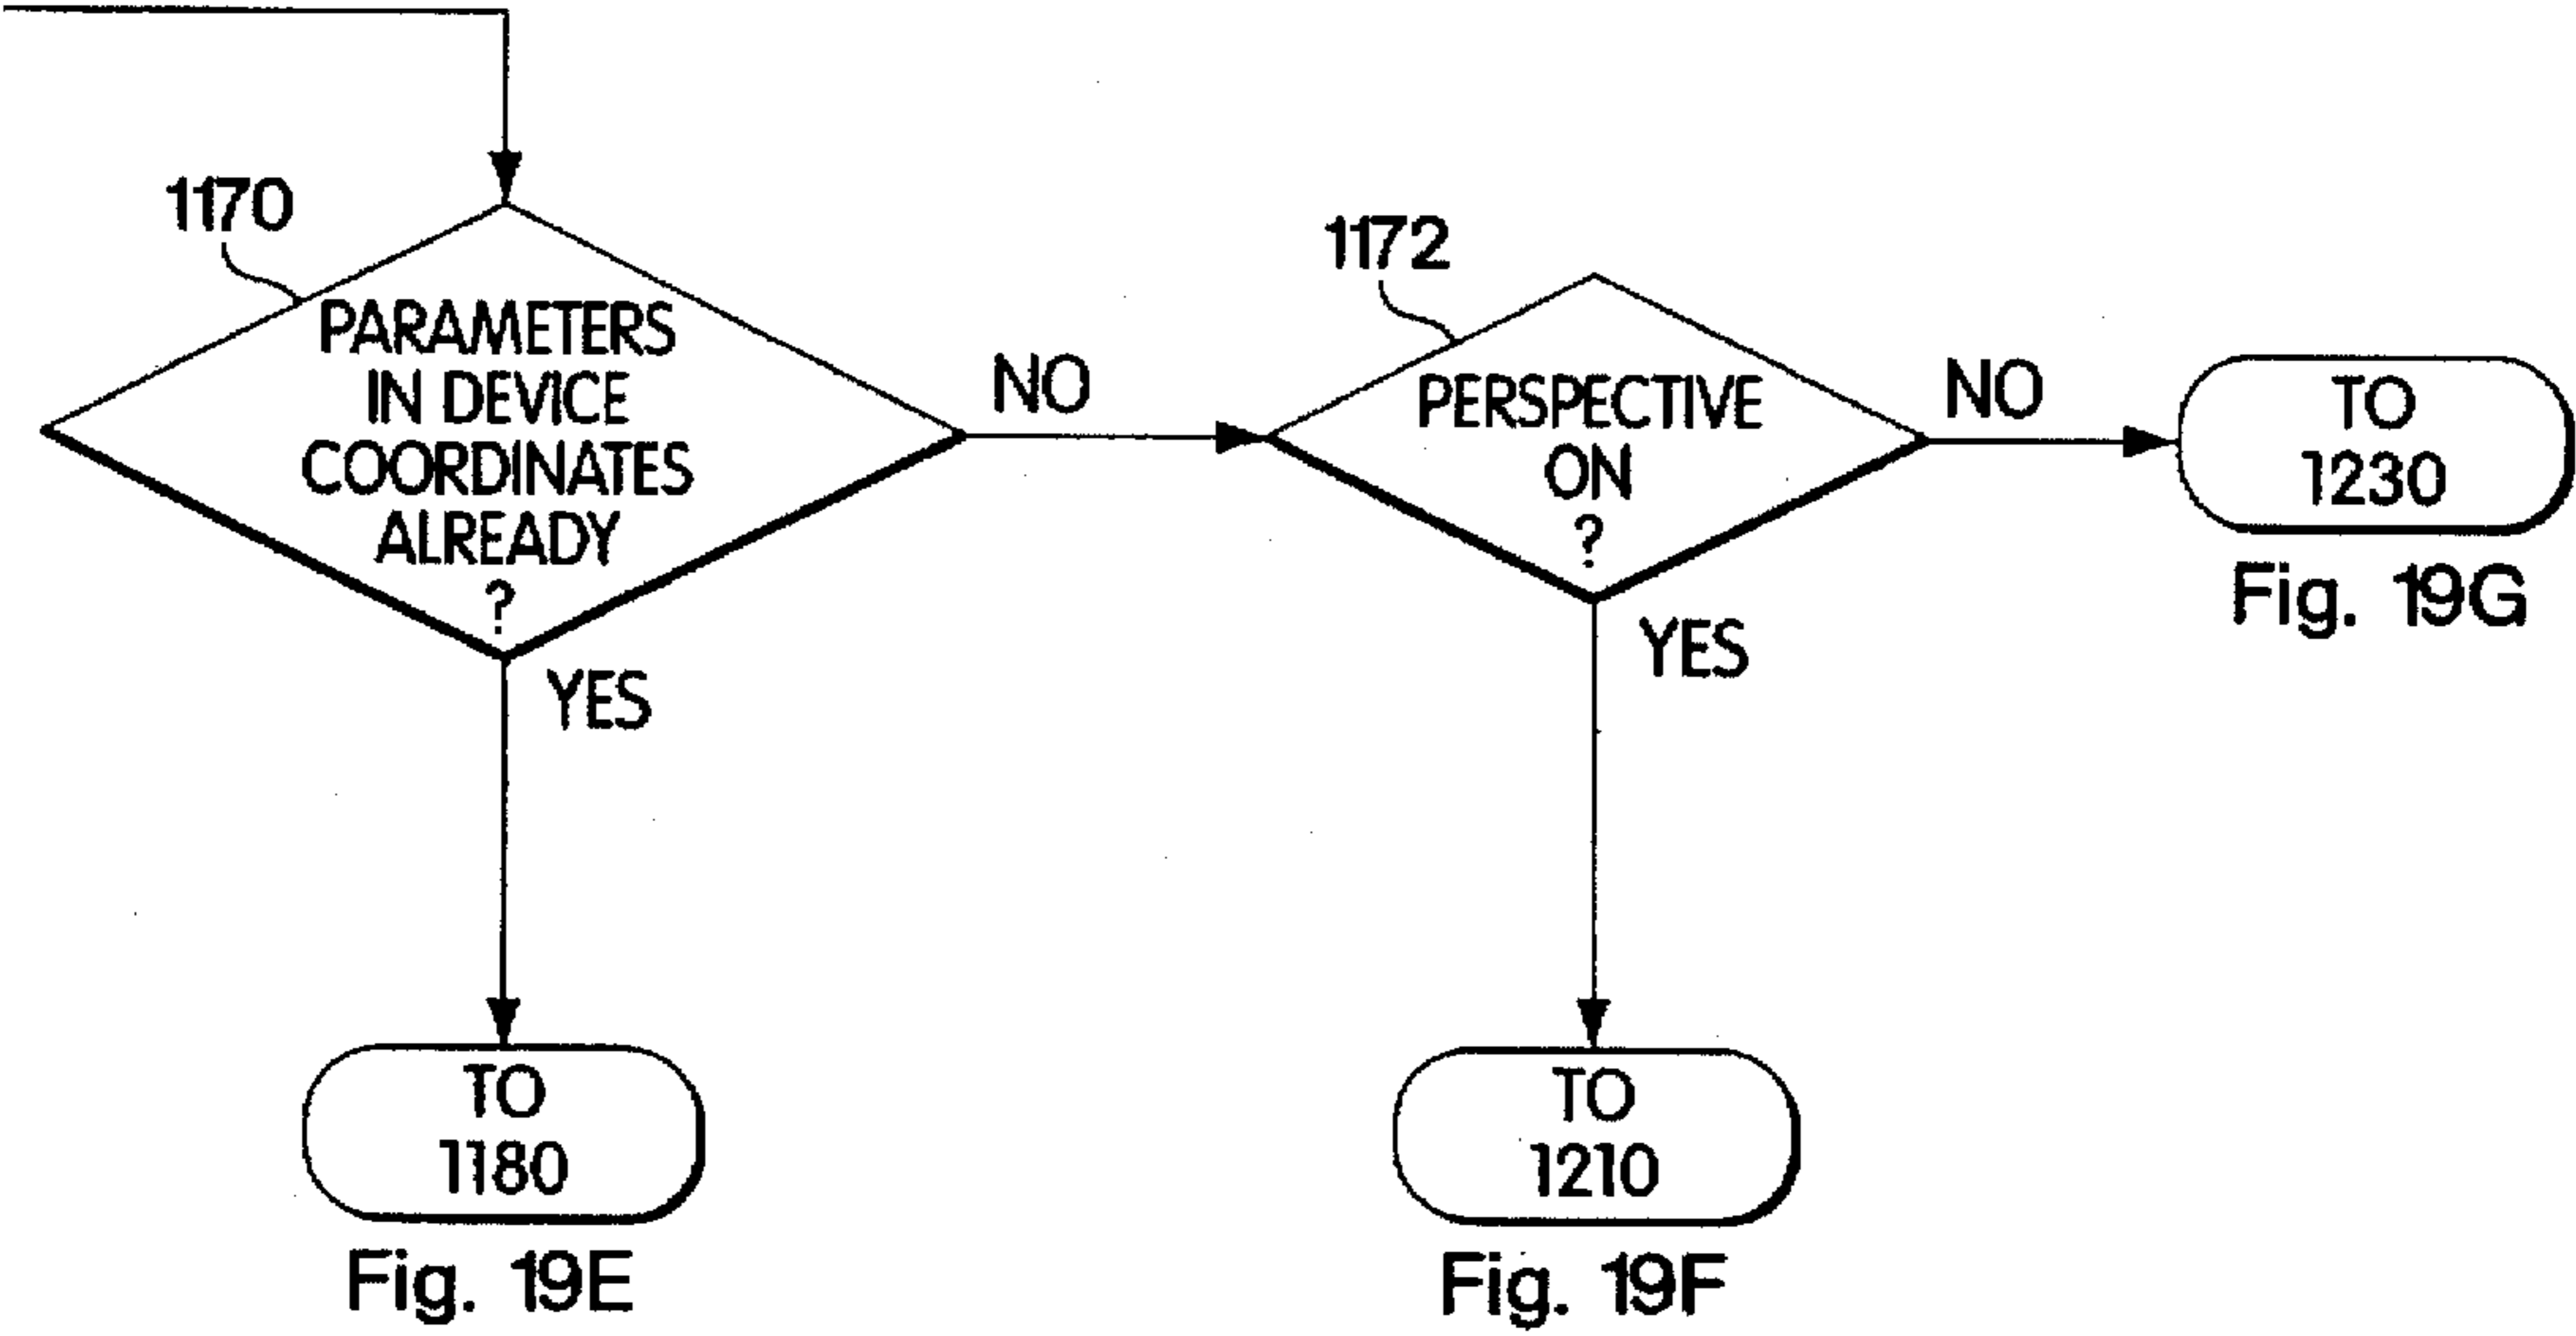 1170
PARAMETERS
IN DEVICE
COORDINATES
ALREADY
?
NO
YES
TO
1180
Fig. 19E
1172
PERSPECTIVE
ON
?
NO
YES
TO
1210
Fig. 19F
TO
1230
Fig. 19G